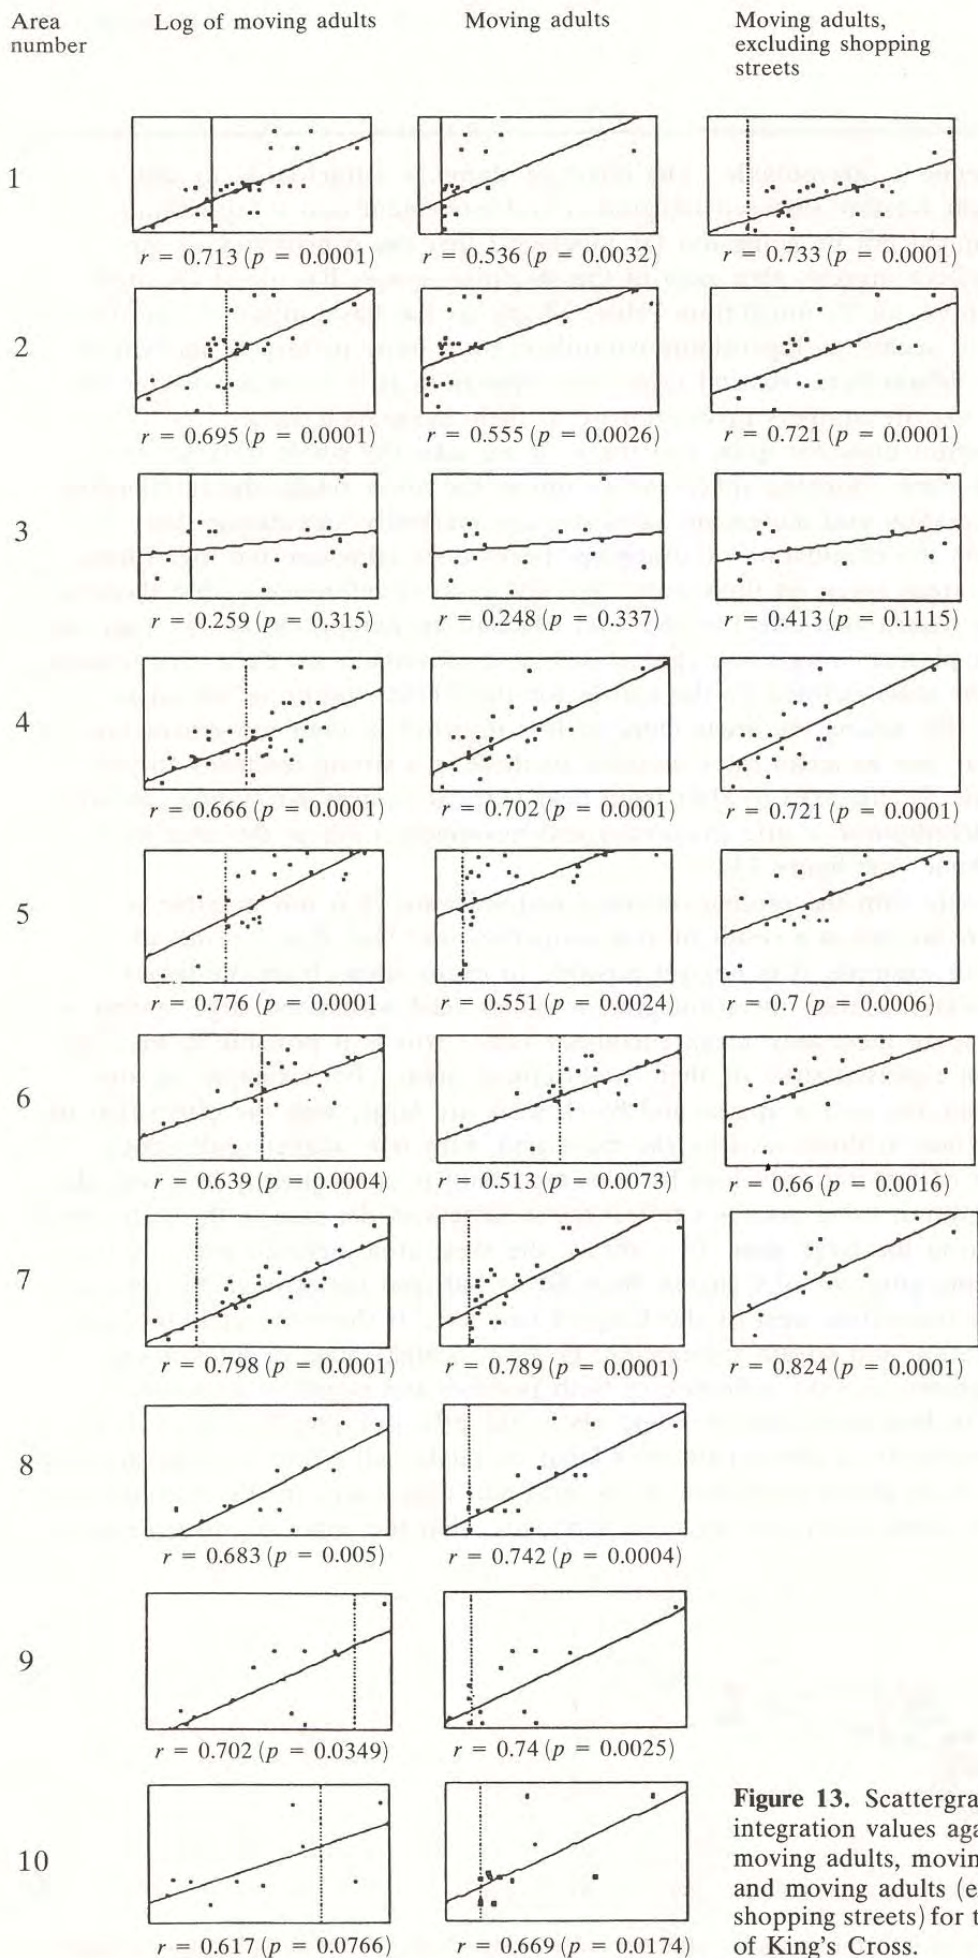 Area
number
Log of moving adults
Moving adults
Moving adults,
excluding shopping
streets
1
r = 0.713 (p = 0.0001)
r = 0.536 (p = 0.0032)
r = 0.733 (p = 0.0001)
2
r = 0.695 (p = 0.0001)
r = 0.555 (p = 0.0026)
r = 0.721 (p = 0.0001)
3
r = 0.259 (p = 0.315)
r = 0.248 (p = 0.337)
r = 0.413 (p = 0.1115)
4
r = 0.666 (p = 0.0001)
r = 0.702 (p = 0.0001)
r = 0.721 (p = 0.0001)
5
r = 0.776 (p = 0.0001
r = 0.551 (p = 0.0024)
r = 0.7 (p = 0.0006)
6
r = 0.639 (p = 0.0004)
r = 0.513 (p = 0.0073)
r = 0.66 (p = 0.0016)
7
r = 0.798 (p = 0.0001)
r = 0.789 (p = 0.0001)
r = 0.824 (p = 0.0001)
8
r = 0.683 (p = 0.005)
r = 0.742 (p = 0.0004)
9
r = 0.702 (p = 0.0349)
r = 0.74 (p = 0.0025)
10
r = 0.617 (p = 0.0766)
r = 0.669 (p = 0.0174)
Figure 13. Scattergra
integration values aga
moving adults, movin
and moving adults (e
shopping streets) for t
of King's Cross.